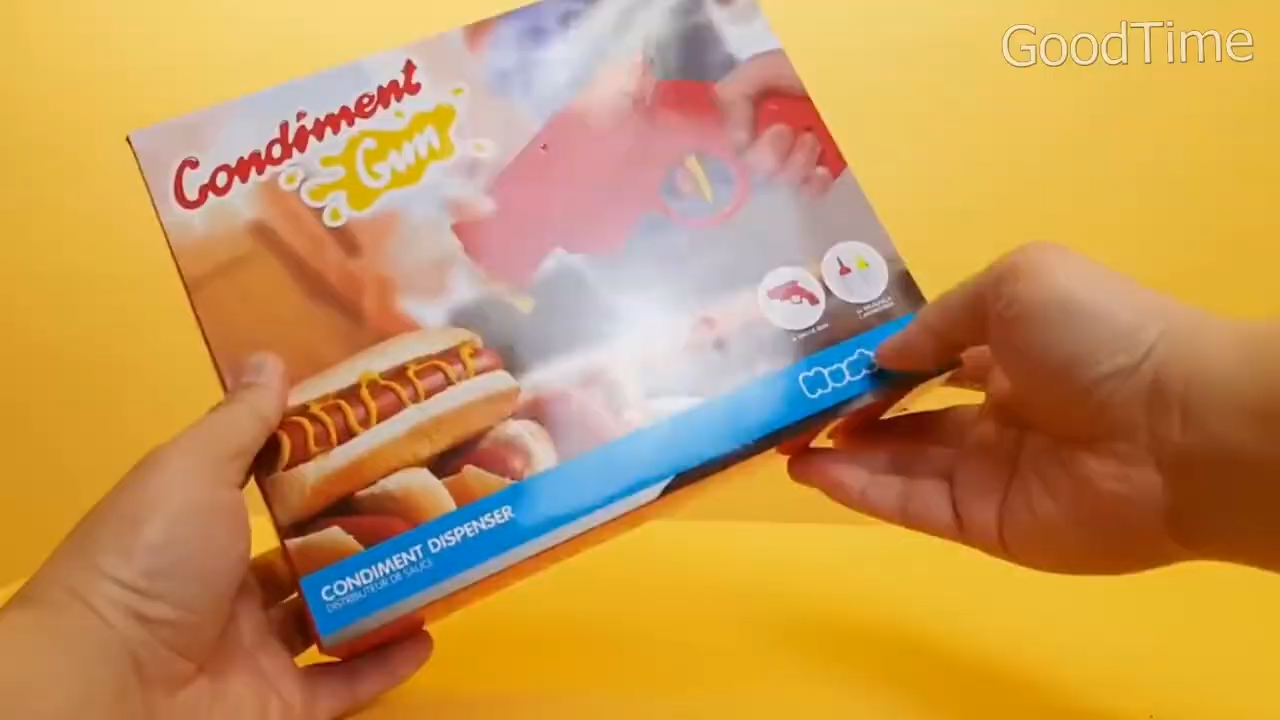 GoodTime
Condiment
Gun
CONDIMENT DISPENSER
DISTRIBUTEUR DE SAUCE